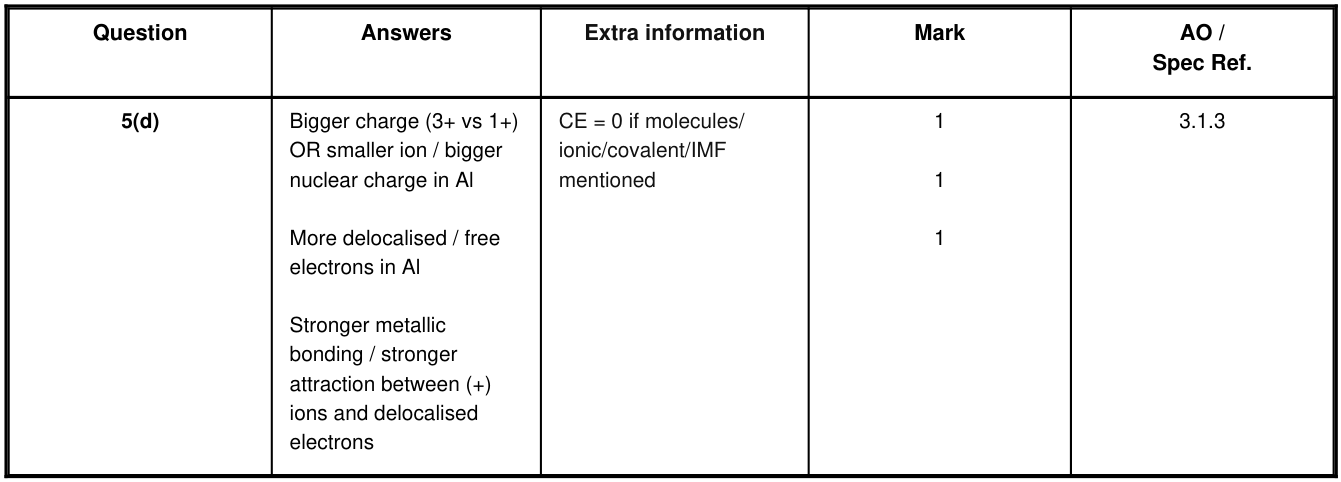 Question Answers Extra information Mark AO /
Spec Ref.
5(d) Bigger charge (3+ vs 1+) CE = 0 if molecules/ 1 3.1.3
OR smaller ion / bigger ionic/covalent/IMF
nuclear charge in Al mentioned 1
More delocalised / free 1
electrons in Al
Stronger metallic
bonding / stronger
attraction between (+)
ions and delocalised
electrons